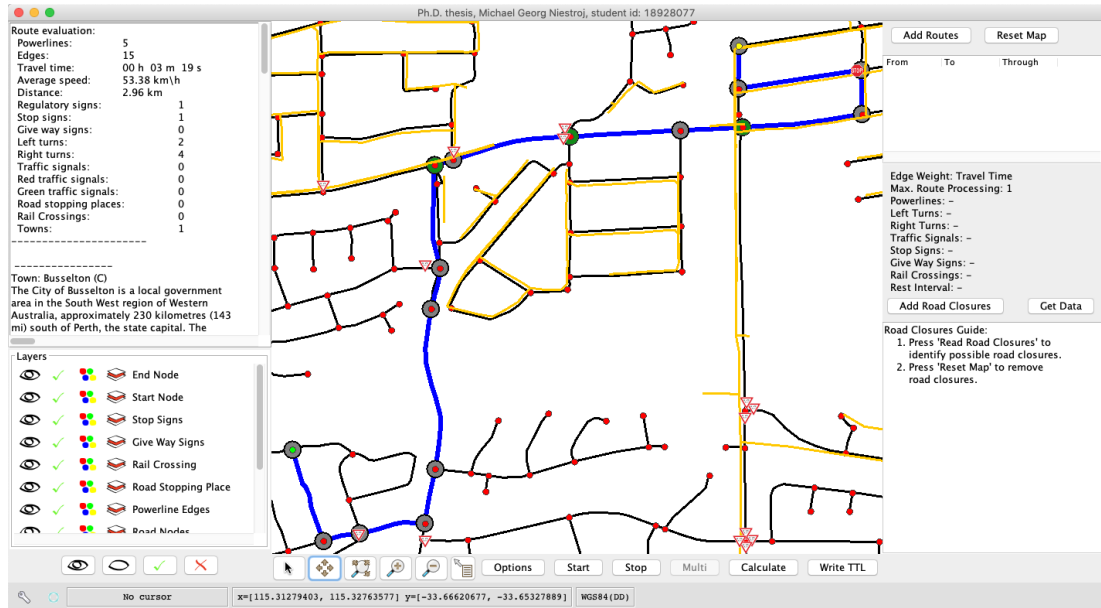 Ph.D. thesis, Michael Georg Niestroj, student id: 18928077
Route evaluation:
Powerlines: 5
Edges: 15
Travel time: 00 h 03 m 19 s
Average speed: 53.38 km\h
Distance: 2.96 km
Regulatory signs: 1
Stop signs: 1
Give way signs: 0
Left turns: 2
Right turns: 4
Traffic signals: 0
Red traffic signals: 0
Green traffic signals: 0
Road stopping places: 0
Rail Crossings: 0
Towns: 1
-----------------------
----------------
Town: Busselton (C)
The City of Busselton is a local government
area in the South West region of Western
Australia, approximately 230 kilometres (143
mi) south of Perth, the state capital. The
Layers
End Node
Start Node
Stop Signs
Give Way Signs
Rail Crossing
Road Stopping Place
Powerline Edges
Road Nodes
STOP
Add Routes Reset Map
From To Through
Edge Weight: Travel Time
Max. Route Processing: 1
Powerlines: –
Left Turns: –
Right Turns: –
Traffic Signals: –
Stop Signs: –
Give Way Signs: –
Rail Crossings: –
Rest Interval: –
Add Road Closures Get Data
Road Closures Guide:
1. Press 'Read Road Closures' to
identify possible road closures.
2. Press 'Reset Map' to remove
road closures.
Options Start Stop Multi Calculate Write TTL
No cursor x=[115.31279403, 115.32763577] y=[-33.66620677, -33.65327889] WGS84(DD)